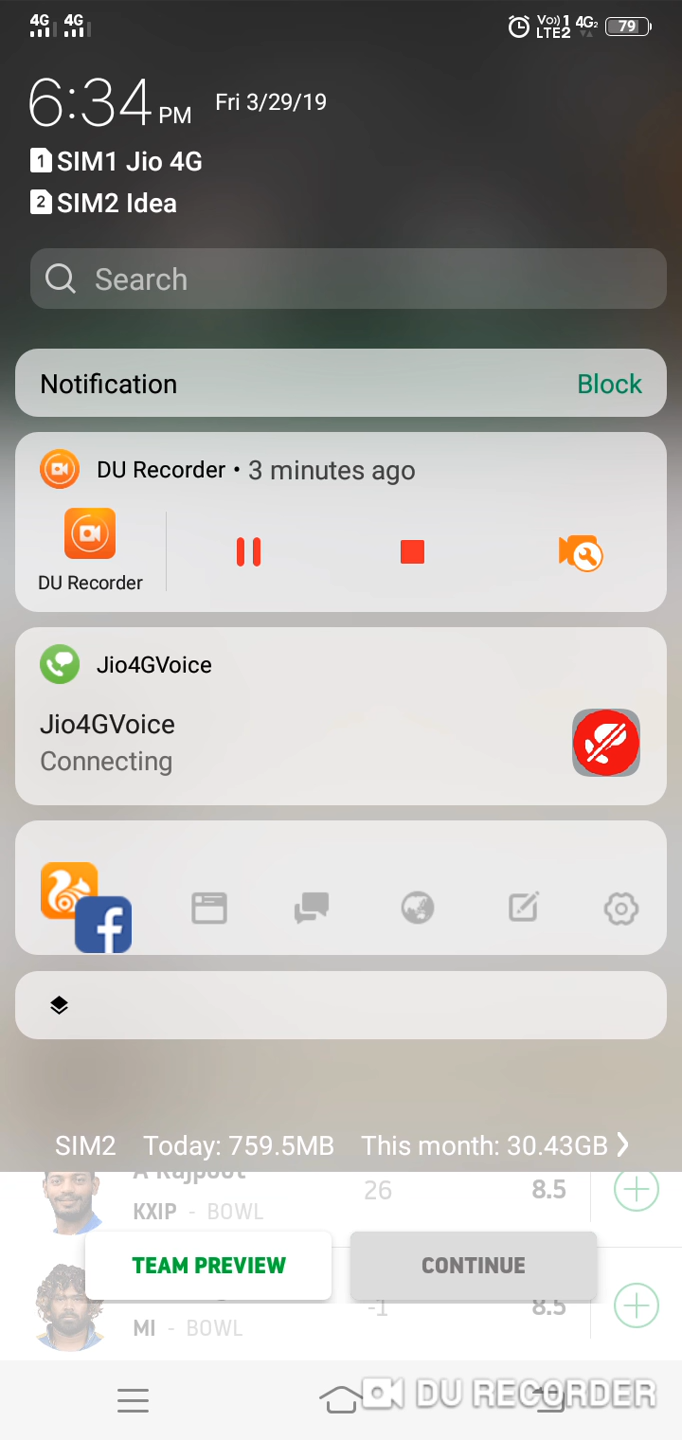 4G 4G Vo)) 1 LTE2 4G2 79
6:34 PM Fri 3/29/19
1 SIM1 Jio 4G
2 SIM2 Idea
Search
Notification Block
DU Recorder • 3 minutes ago
DU Recorder
Jio4GVoice
Jio4GVoice
Connecting
SIM2 Today: 759.5MB This month: 30.43GB
A Rajpoot
26 8.5
KXIP - BOWL
TEAM PREVIEW CONTINUE
-1 8.5
MI - BOWL
DU RECORDER